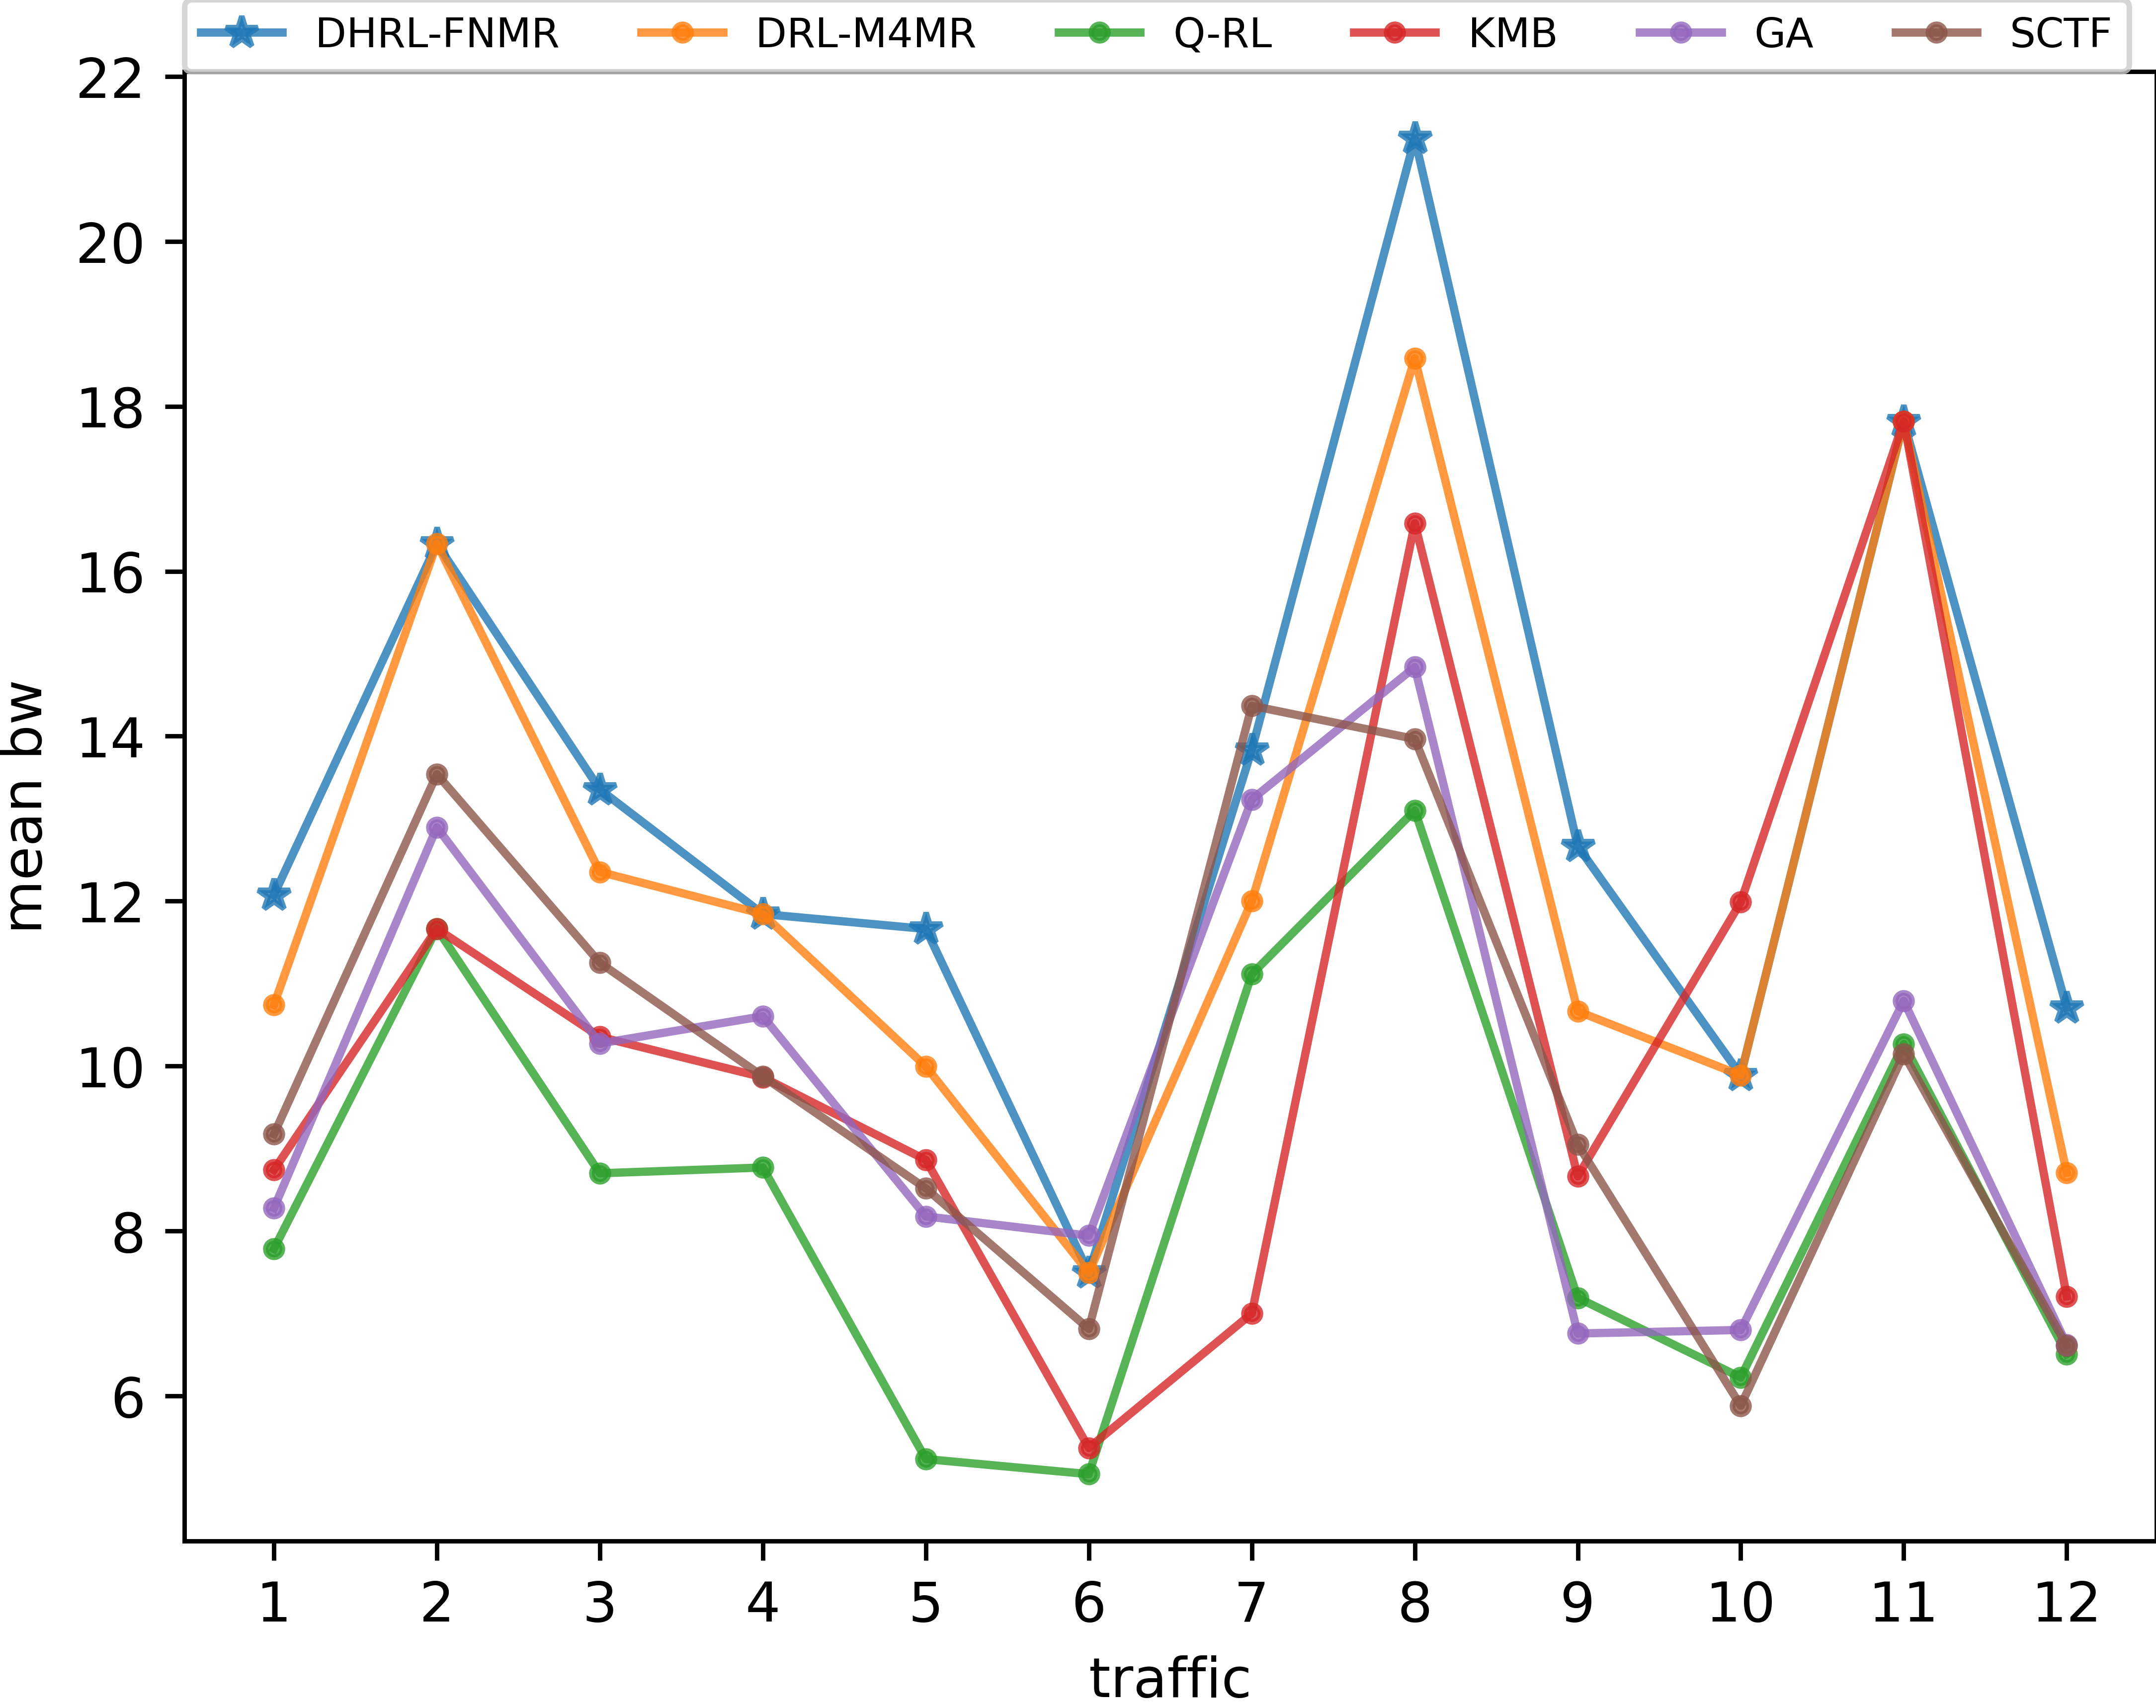 DHRL-FNMR DRL-M4MR Q-RL KMB GA SCTF
22
20
18
16
14
12
10
8
6
mean bw
1 2 3 4 5 6 7 8 9 10 11 12
traffic